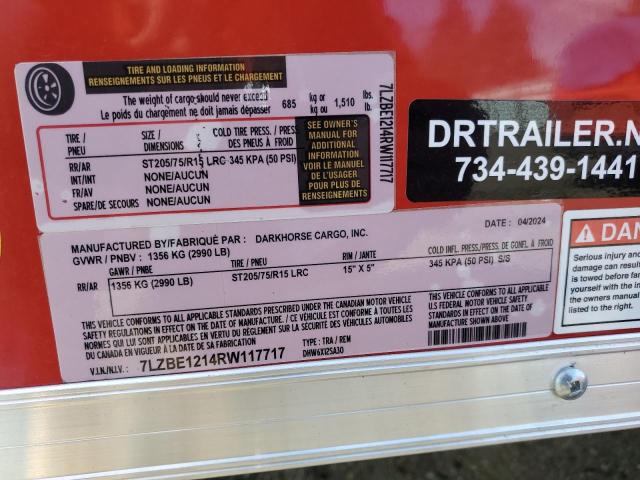 TIRE AND LOADING INFORMATION
RENSEIGNEMENTS SUR LES PNEUS ET LE CHARGEMENT
The weight of cargo should never exceed
Le poids du chargement ne doit jamais dépasser
685 kg or kg ou 1,510 lbs. lb.
7LZBE1214RW117717
TIRE / PNEU
SIZE / DIMENSIONS
COLD TIRE PRESS. / PRESS. DES PNEUS À FROID
RR/AR ST205/75/R15 LRC 345 KPA (50 PSI)
INT/INT NONE/AUCUN
FR/AV NONE/AUCUN
SPARE/DE SECOURS NONE/AUCUN
SEE OWNER'S
MANUAL FOR
ADDITIONAL
INFORMATION
VOIR LE MANUEL
DE L'USAGER
POUR PLUS DE
RENSEIGNEMENTS
DRTRAILER.N
734-439-1441
MANUFACTURED BY/FABRIQUÉ PAR : DARKHORSE CARGO, INC.
DATE : 04/2024
GVWR / PNBV : 1356 KG (2990 LB)
GAWR / PNBE TIRE / PNEU RIM / JANTE COLD INFL. PRESS./PRESS. DE GONFL. À FROID
RR/AR 1356 KG (2990 LB) ST205/75/R15 LRC 15" X 5" 345 KPA (50 PSI) S/S
THIS VEHICLE CONFORMS TO ALL APPLICABLE STANDARDS PRESCRIBED UNDER THE CANADIAN MOTOR VEHICLE
SAFETY REGULATIONS IN EFFECT ON THE DATE OF MANUFACTURE / CE VÉHICULE EST CONFORME À TOUTES LES
NORMES QUI LUI SONT APPLICABLES EN VERTU DU RÈGLEMENT SUR LA SÉCURITÉ DES VÉHICULES AUTOMOBILES
DU CANADA EN VIGUEUR À LA DATE DE SA FABRICATION
THIS VEHICLE CONFORMS TO ALL APPLICABLE
US FEDERAL MOTOR VEHICLE SAFETY
STANDARDS IN EFFECT ON THE DATE OF
MANUFACTURE SHOWN ABOVE
V.I.N./N.I.V.: 7LZBE1214RW117717
TYPE : TRA / REM
DHW6X12SA30
DAN
Serious injury and
damage can result
towed before fa
yourself with the in
the owners manual
listed to the right.